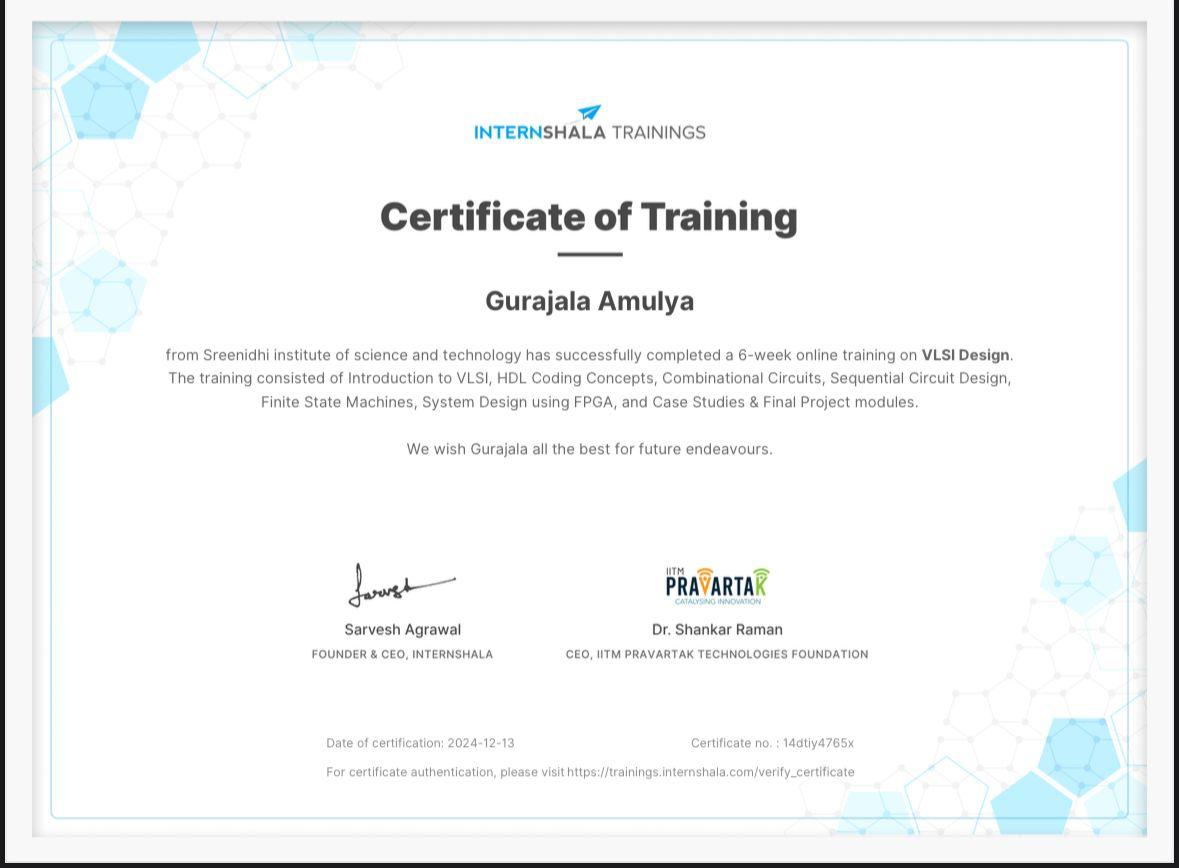 INTERNSHALA TRAININGS
Certificate of Training
Gurajala Amulya
from Sreenidhi institute of science and technology has successfully completed a 6-week online training on VLSI Design.
The training consisted of Introduction to VLSI, HDL Coding Concepts, Combinational Circuits, Sequential Circuit Design,
Finite State Machines, System Design using FPGA, and Case Studies & Final Project modules.
We wish Gurajala all the best for future endeavours.
Sarvesh
IITM
PRAVARTAK
CATALYSING INNOVATION
Sarvesh Agrawal
Dr. Shankar Raman
FOUNDER & CEO, INTERNSHALA
CEO, IITM PRAVARTAK TECHNOLOGIES FOUNDATION
Date of certification: 2024-12-13
Certificate no. : 14dtiy4765x
For certificate authentication, please visit https://trainings.internshala.com/verify_certificate